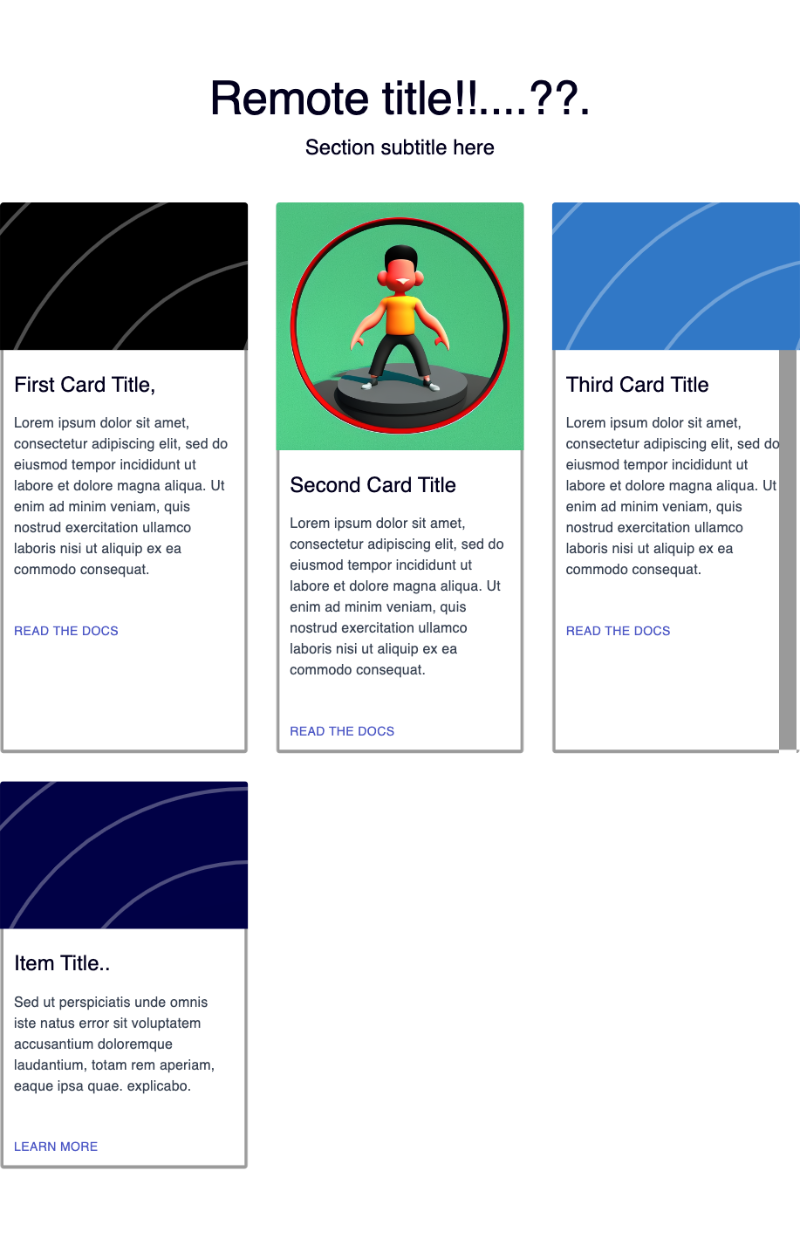 Remote title!!....??.
Section subtitle here
First Card Title,
Lorem ipsum dolor sit amet,
consectetur adipiscing elit, sed do
eiusmod tempor incididunt ut
labore et dolore magna aliqua. Ut
enim ad minim veniam, quis
nostrud exercitation ullamco
laboris nisi ut aliquip ex ea
commodo consequat.
READ THE DOCS
Second Card Title
Lorem ipsum dolor sit amet,
consectetur adipiscing elit, sed do
eiusmod tempor incididunt ut
labore et dolore magna aliqua. Ut
enim ad minim veniam, quis
nostrud exercitation ullamco
laboris nisi ut aliquip ex ea
commodo consequat.
READ THE DOCS
Third Card Title
Lorem ipsum dolor sit amet,
consectetur adipiscing elit, sed do
eiusmod tempor incididunt ut
labore et dolore magna aliqua. Ut
enim ad minim veniam, quis
nostrud exercitation ullamco
laboris nisi ut aliquip ex ea
commodo consequat.
READ THE DOCS
Item Title..
Sed ut perspiciatis unde omnis
iste natus error sit voluptatem
accusantium doloremque
laudantium, totam rem aperiam,
eaque ipsa quae. explicabo.
LEARN MORE